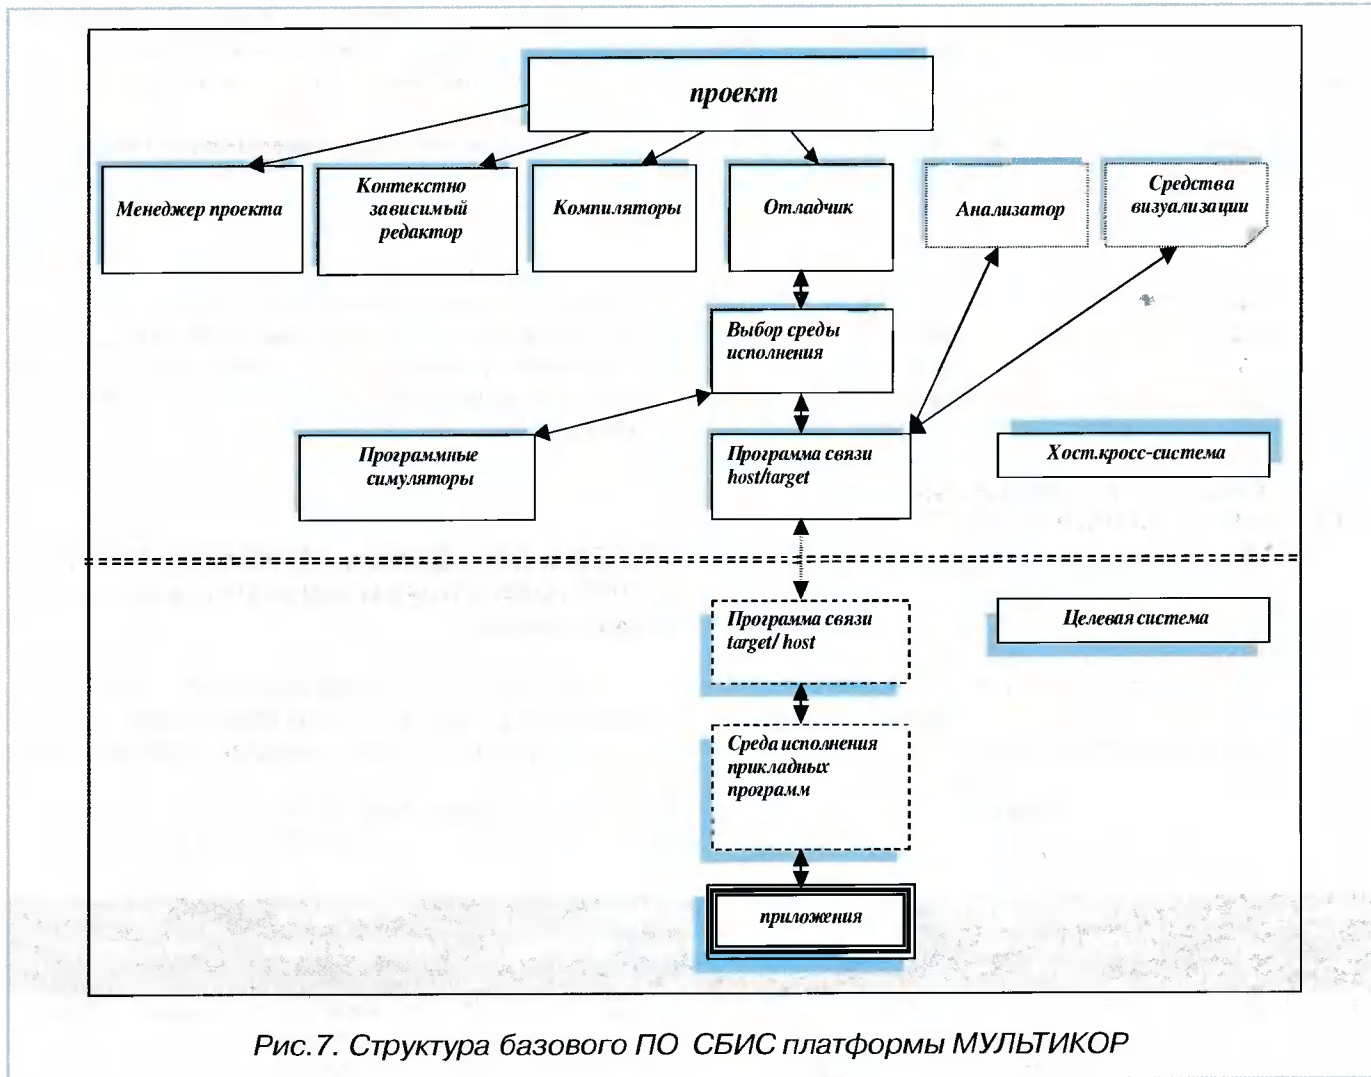 проект
Менеджер проекта
Контекстно
зависимый
редактор
Компиляторы
Отладчик
Анализатор
Средства
визуализации
Выбор среды
исполнения
Программные
симуляторы
Программа связи
host/target
Хост.кросс-система
Программа связи
target/ host
Целевая система
Среда исполнения
прикладных
программ
приложения
Рис.7. Структура базового ПО СБИС платформы МУЛЬТИКОР